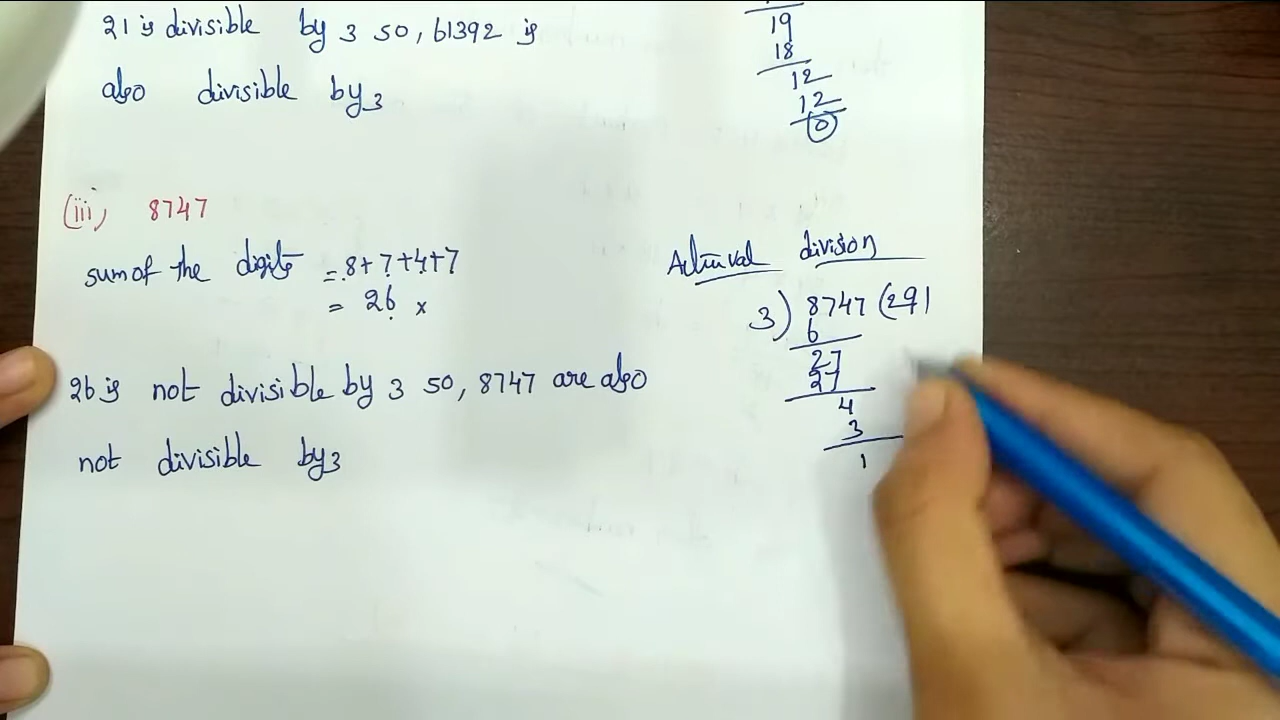 21 is divisible by 3 so, 61392 is
also divisible by 3
19
18
12
12
0
(iii) 8747
sum of the digits = 8+7+4+7
= 26 x
26 is not divisible by 3 so, 8747 are also
not divisible by 3
Actuval division
3) 8747 (291
6
27
27
4
3
1